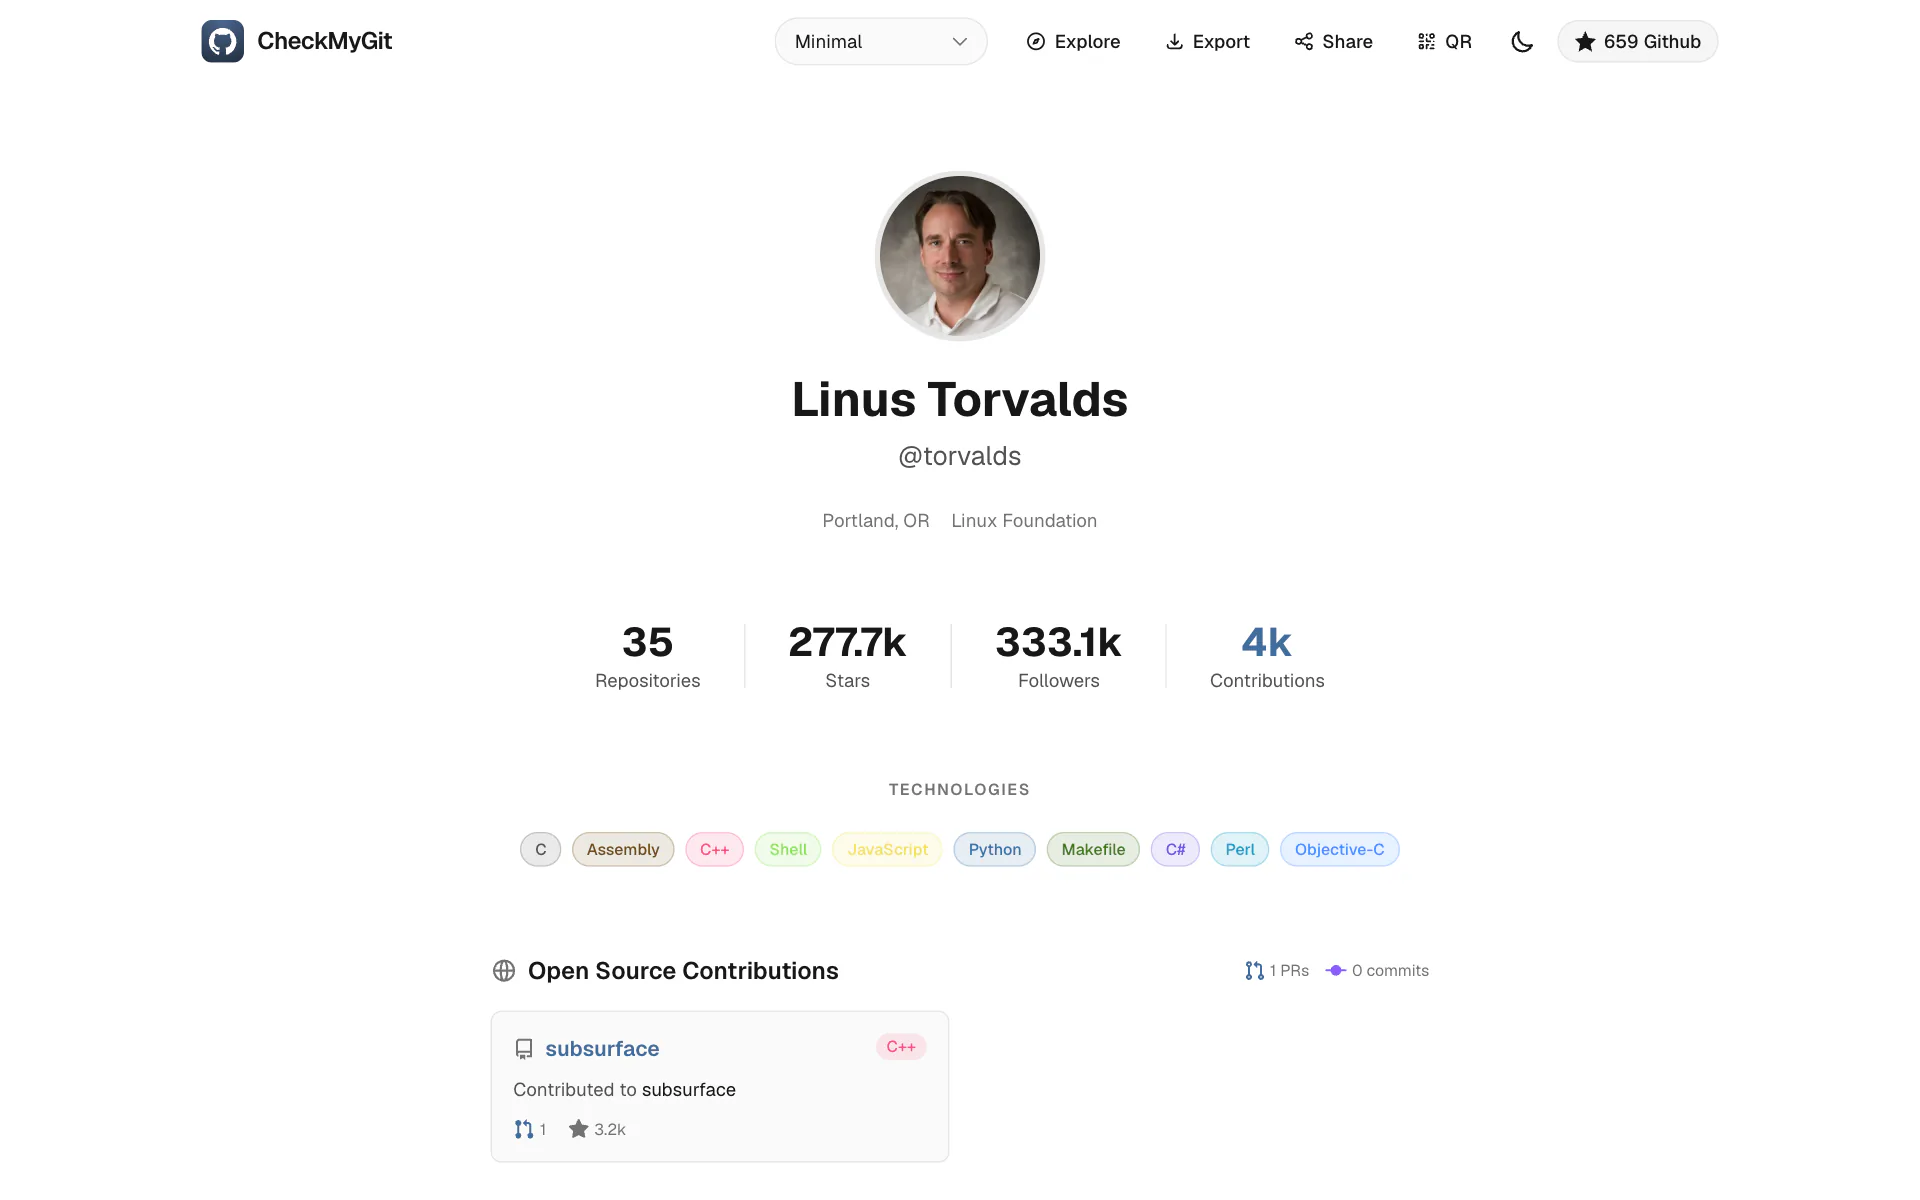 CheckMyGit
Minimal
Explore
Export
Share
QR
659 Github
Linus Torvalds
@torvalds
Portland, OR Linux Foundation
35 277.7k 333.1k 4k
Repositories Stars Followers Contributions
TECHNOLOGIES
C Assembly C++ Shell JavaScript Python Makefile C# Perl Objective-C
Open Source Contributions
1 PRs 0 commits
subsurface C++
Contributed to subsurface
1 3.2k